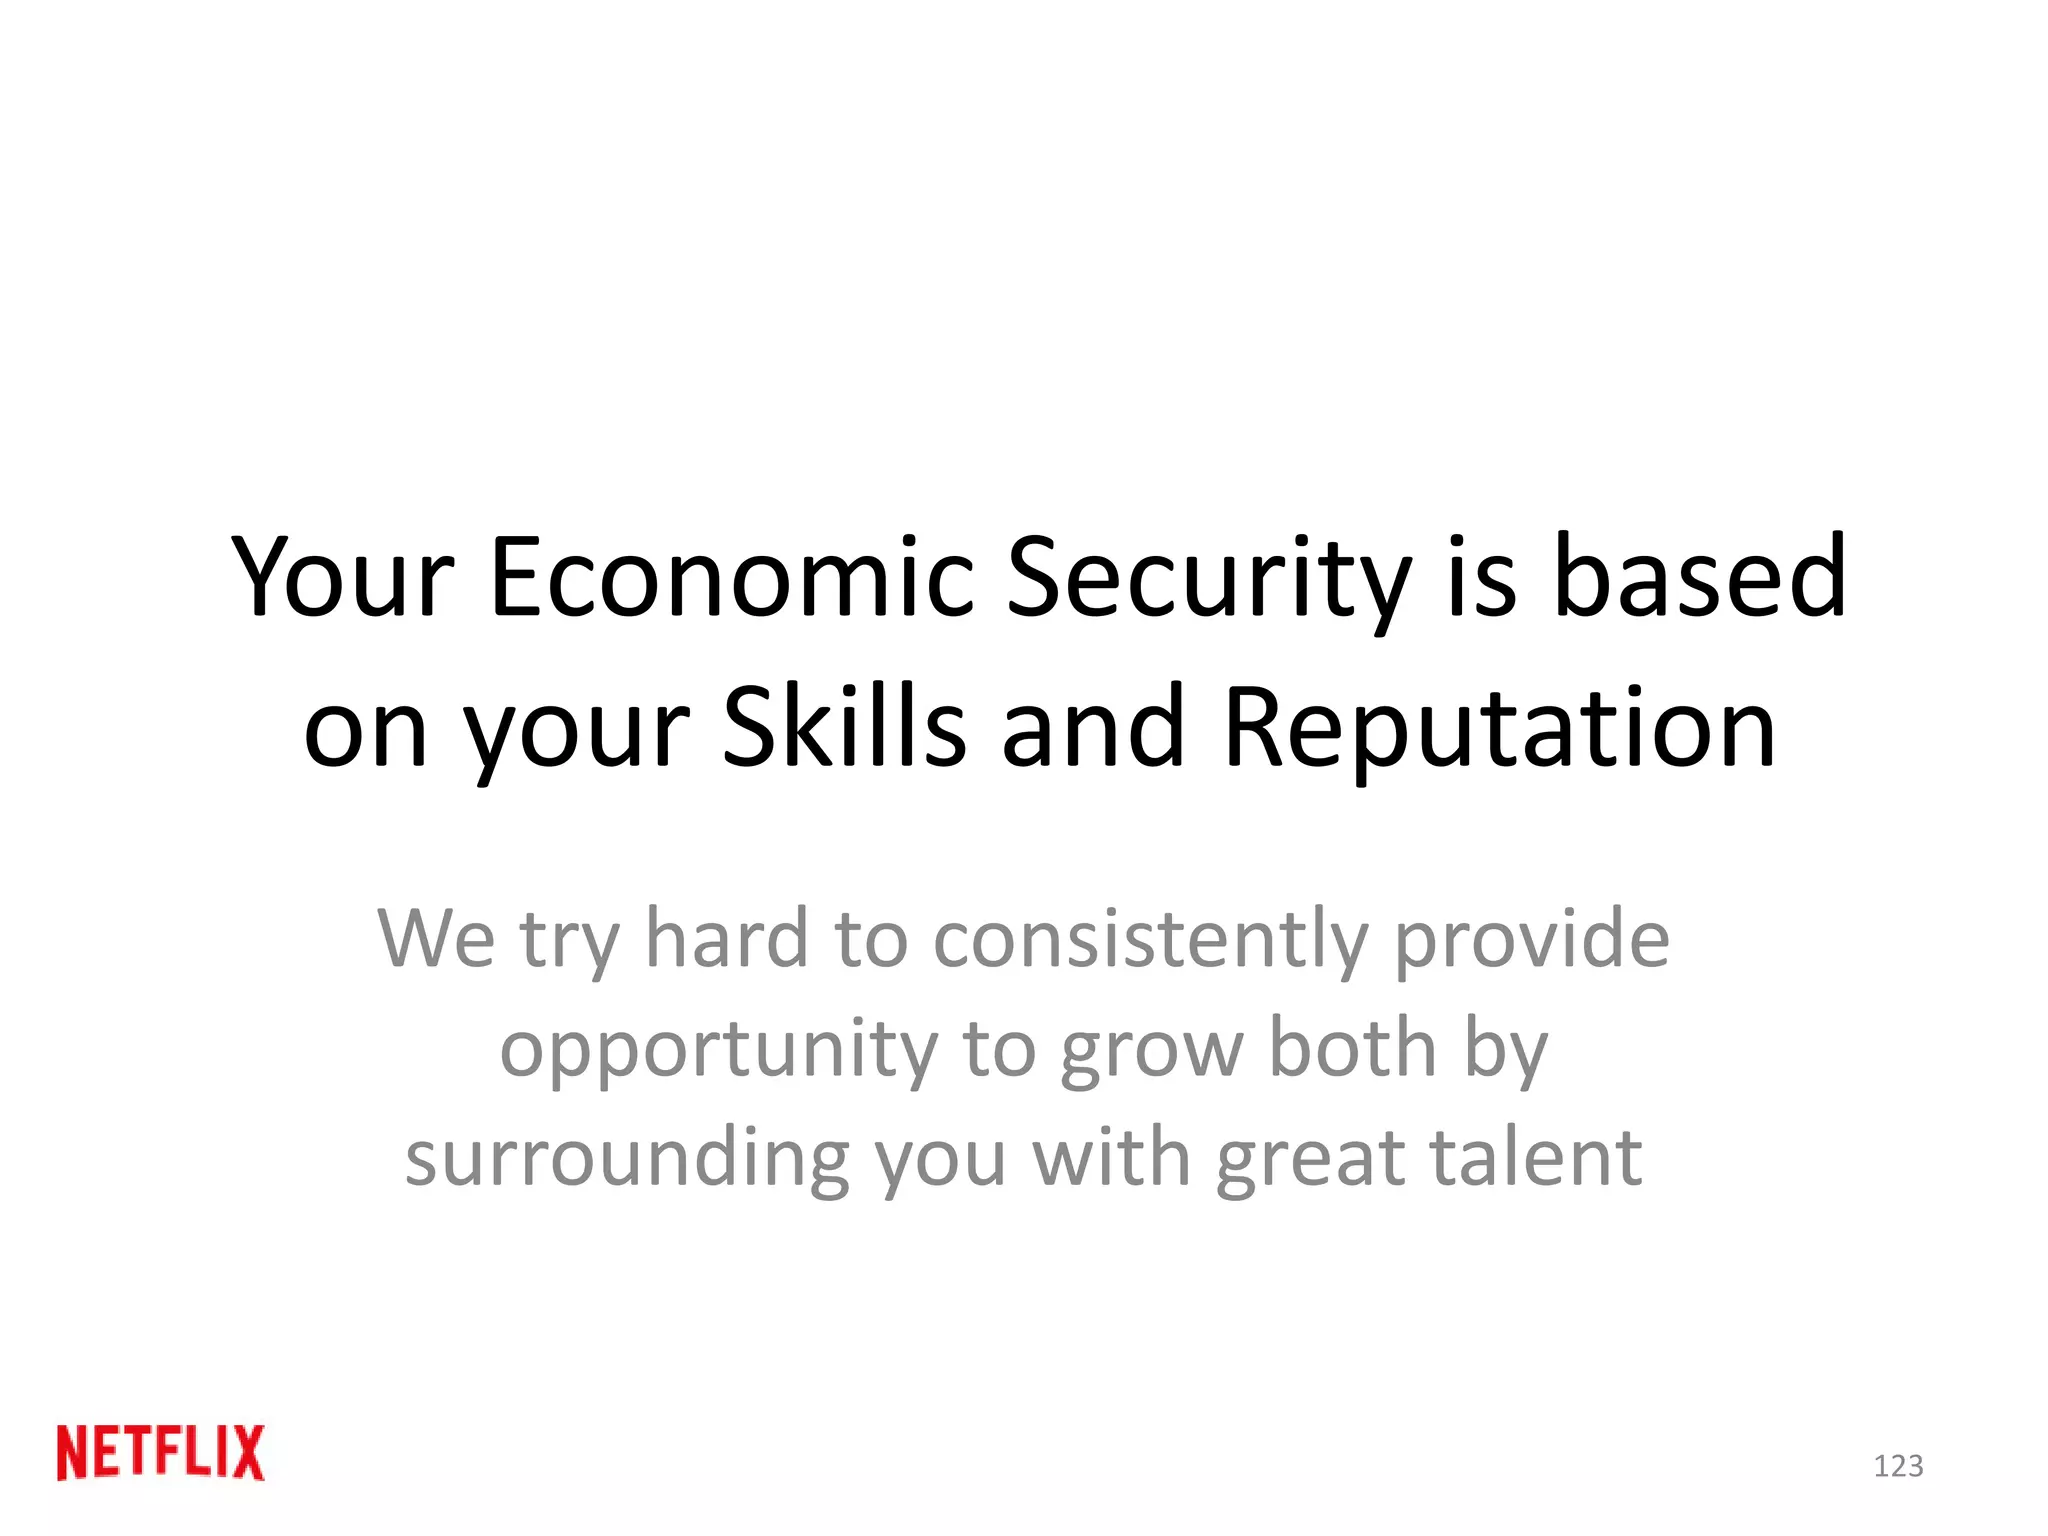 Your Economic Security is based
on your Skills and Reputation
We try hard to consistently provide
opportunity to grow both by
surrounding you with great talent
NETFLIX
123